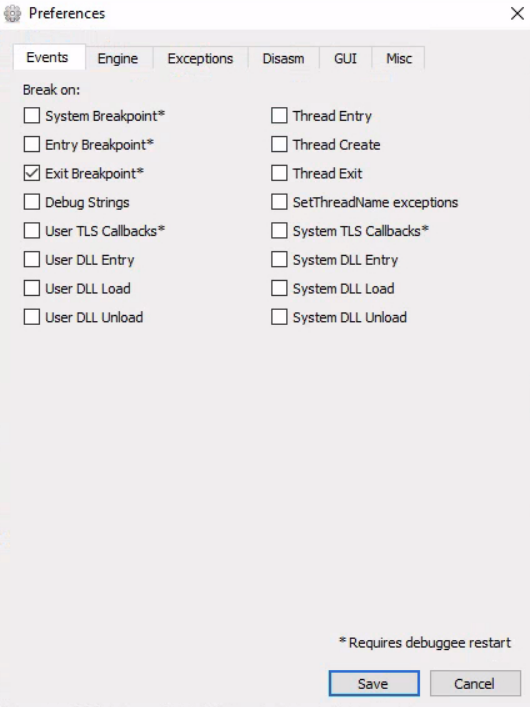 Preferences
Events Engine Exceptions Disasm GUI Misc
Break on:
System Breakpoint* Thread Entry
Entry Breakpoint* Thread Create
Exit Breakpoint* Thread Exit
Debug Strings SetThreadName exceptions
User TLS Callbacks* System TLS Callbacks*
User DLL Entry System DLL Entry
User DLL Load System DLL Load
User DLL Unload System DLL Unload
* Requires debuggee restart
Save Cancel